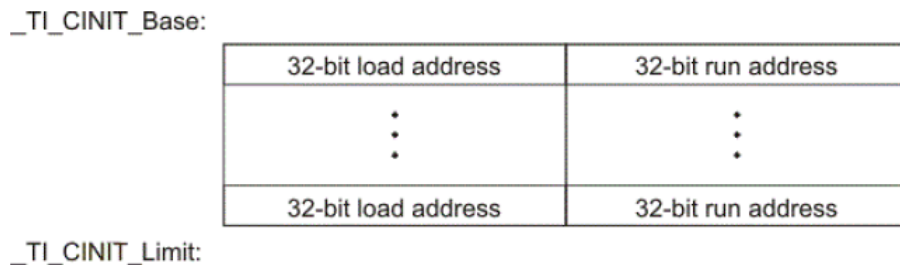 _TI_CINIT_Base:
32-bit load address 32-bit run address
32-bit load address 32-bit run address
_TI_CINIT_Limit: